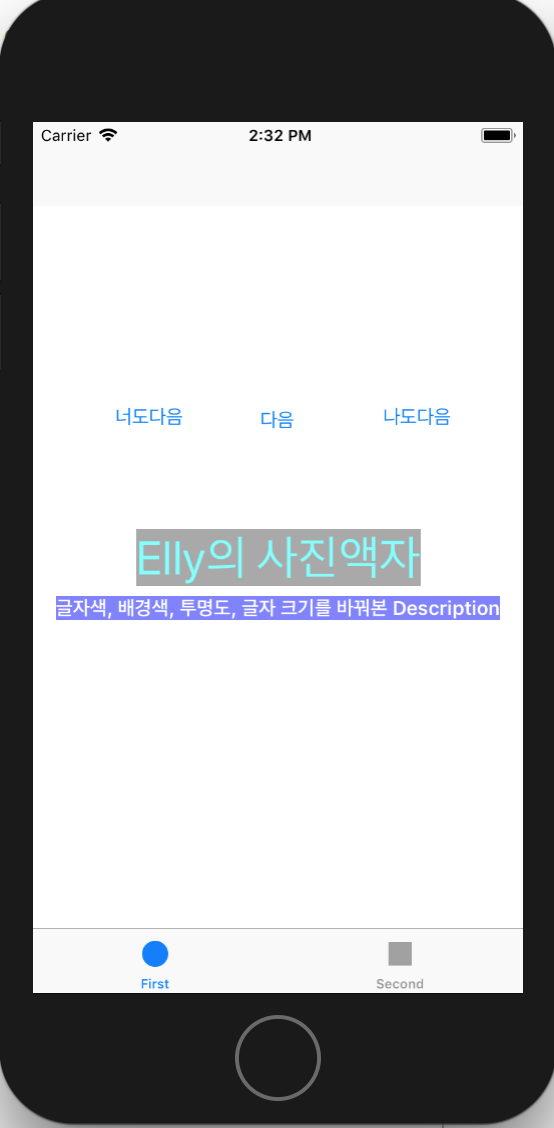 Carrier 2:32 PM
너도다음 다음 나도다음
Elly의 사진액자
글자색, 배경색, 투명도, 글자 크기를 바꿔본 Description
First Second